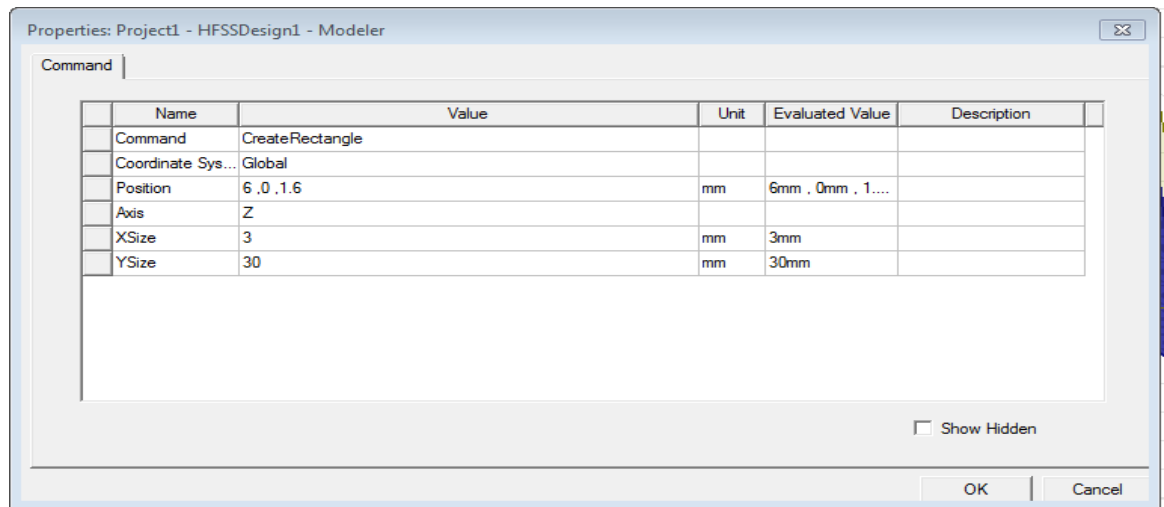 Properties: Project1 - HFSSDesign1 - Modeler
Command
Name Value Unit Evaluated Value Description
Command CreateRectangle
Coordinate Sys... Global
Position 6 ,0 ,1.6 mm 6mm , 0mm , 1....
Axis Z
XSize 3 mm 3mm
YSize 30 mm 30mm
Show Hidden
OK Cancel